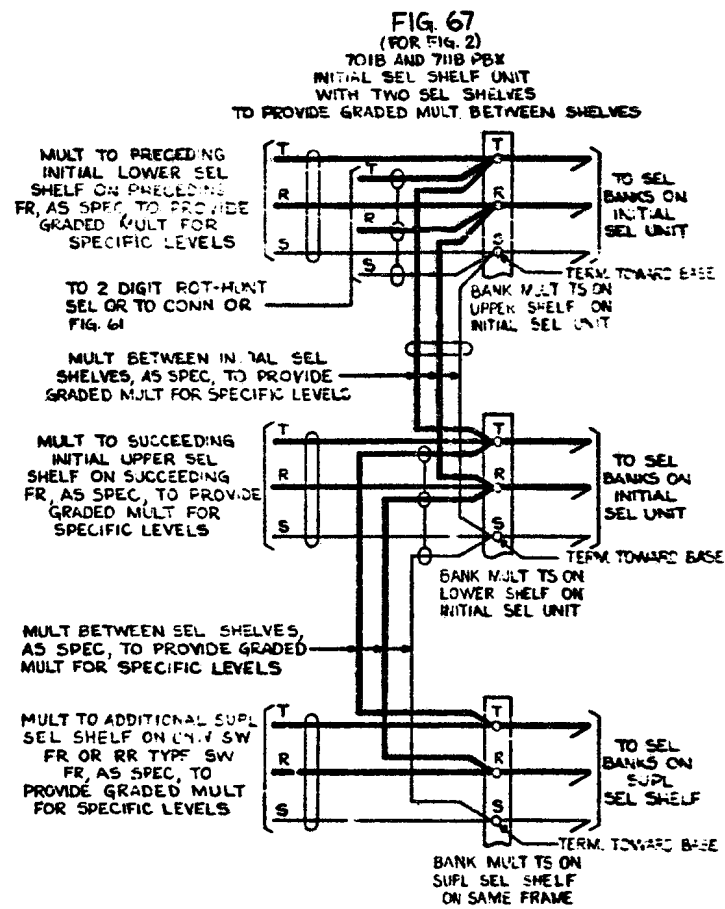 FIG. 67
(FOR FIG. 2)
701B AND 711B PBX
INITIAL SEL SHELF UNIT
WITH TWO SEL SHELVES
TO PROVIDE GRADED MULT. BETWEEN SHELVES
MULT TO PRECEDING
INITIAL LOWER SEL
SHELF ON PRECEDING
FR, AS SPEC, TO PROVIDE
GRADED MULT FOR
SPECIFIC LEVELS
T
R
S
T
R
S
T
R
S
TO SEL
BANKS ON
INITIAL
SEL UNIT
TERM. TOWARD BASE
BANK MULT TS ON
UPPER SHELF ON
INITIAL SEL UNIT
TO 2 DIGIT ROT-HUNT
SEL OR TO CONN OR
FIG. 61
MULT BETWEEN INITIAL SEL
SHELVES, AS SPEC, TO PROVIDE
GRADED MULT FOR SPECIFIC LEVELS
MULT TO SUCCEEDING
INITIAL UPPER SEL
SHELF ON SUCCEEDING
FR, AS SPEC, TO PROVIDE
GRADED MULT FOR
SPECIFIC LEVELS
T
R
S
T
R
S
TO SEL
BANKS ON
INITIAL
SEL UNIT
TERM. TOWARD BASE
BANK MULT TS ON
LOWER SHELF ON
INITIAL SEL UNIT
MULT BETWEEN SEL SHELVES,
AS SPEC, TO PROVIDE GRADED
MULT FOR SPECIFIC LEVELS
MULT TO ADDITIONAL SUPL
SEL SHELF ON SW
FR OR RR TYPE SW
FR, AS SPEC, TO
PROVIDE GRADED MULT
FOR SPECIFIC LEVELS
T
R
S
T
R
S
TO SEL
BANKS ON
SUPL
SEL SHELF
TERM. TOWARD BASE
BANK MULT TS ON
SUPL SEL SHELF
ON SAME FRAME